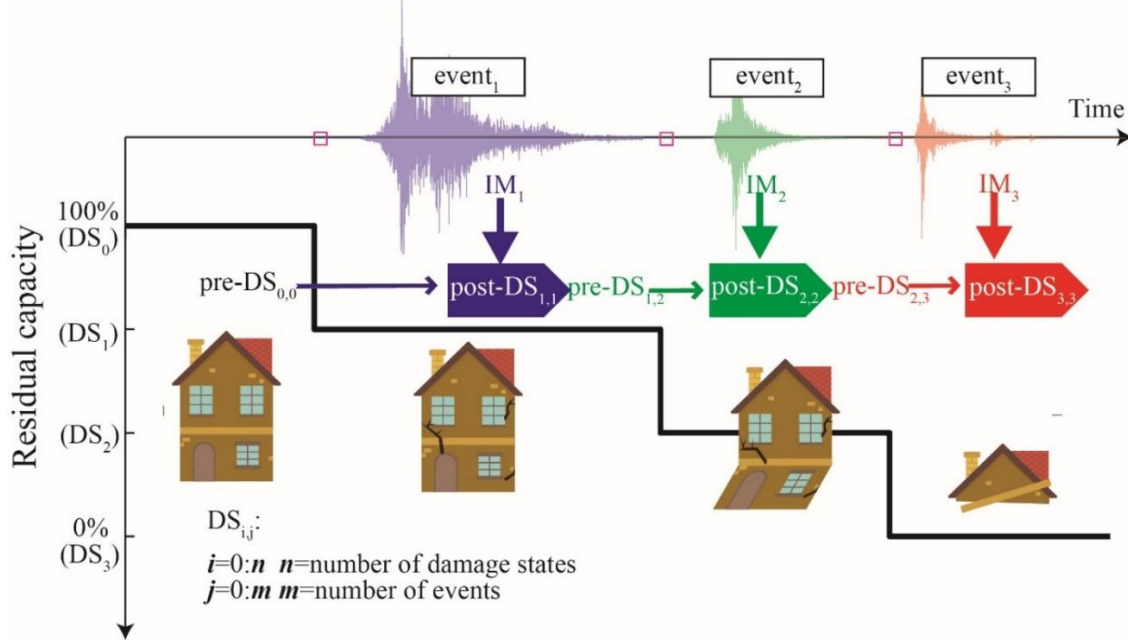 event₁
event₂
event₃
Time
IM₁
IM₂
IM₃
Residual capacity
100%
(DS₀)
pre-DS₀,₀
post-DS₁,₁
pre-DS₁,₂
post-DS₂,₂
pre-DS₂,₃
post-DS₃,₃
(DS₁)
(DS₂)
0%
(DS₃)
DSᵢ,ⱼ:
i=0:n n=number of damage states
j=0:m m=number of events